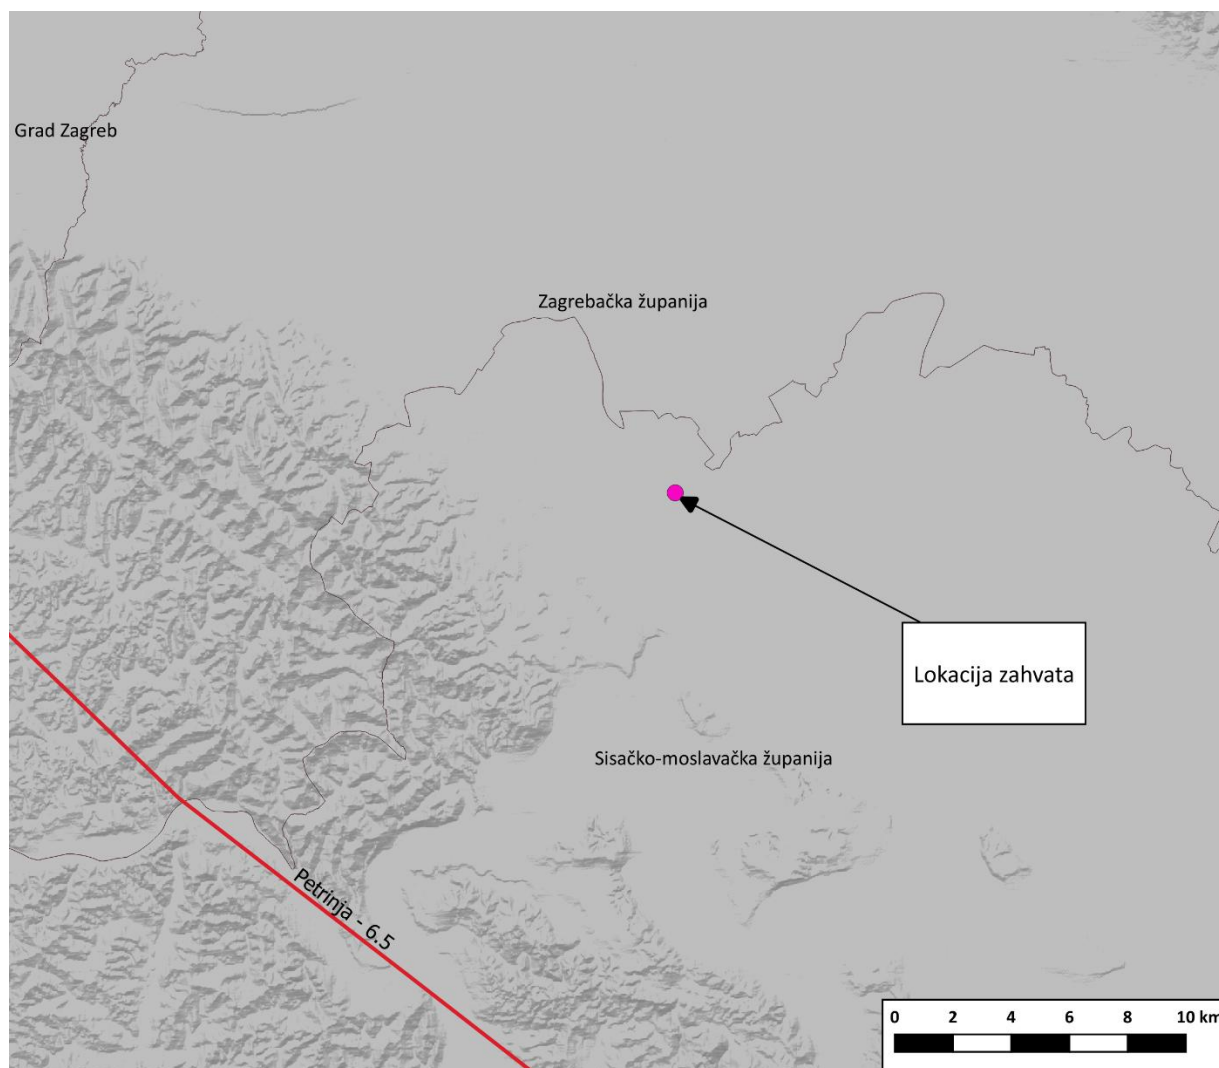 Grad Zagreb
Zagrebačka županija
Lokacija zahvata
Sisačko-moslavačka županija
Petrinja - 6.5
0 2 4 6 8 10 km